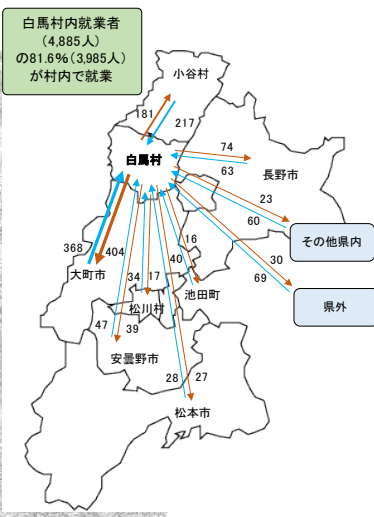 白馬村内就業者
(4,885人)
の81.6%(3,985人)
が村内で就業
小谷村
181
217
白馬村
74
63
長野市
23
60
その他県内
30
69
県外
368
404
大町市
16
40
池田町
34
17
松川村
47
39
安曇野市
28
27
松本市